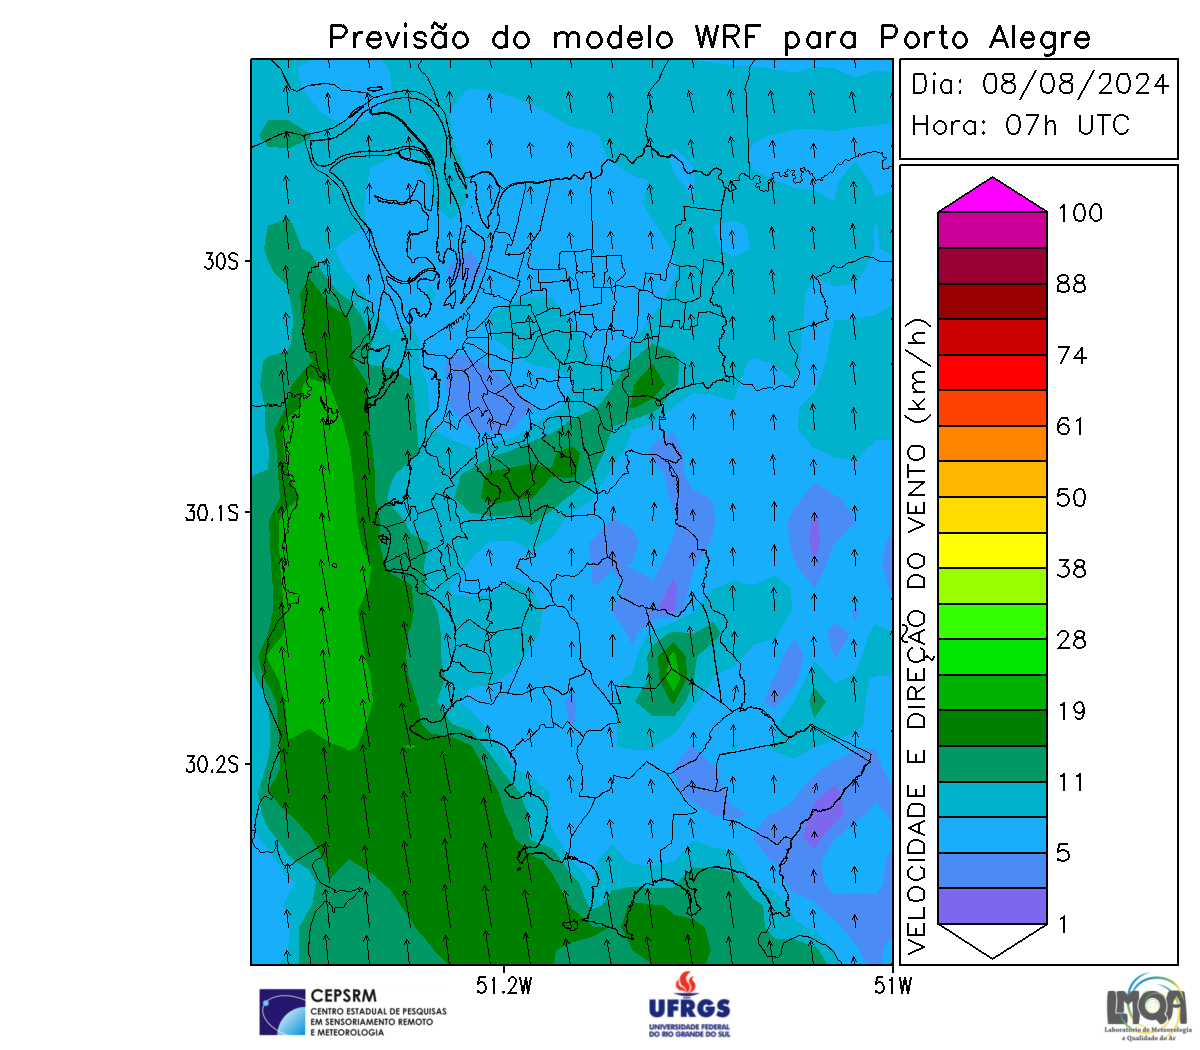 Previsão do modelo WRF para Porto Alegre
Dia: 08/08/2024
Hora: 07h UTC
30S
30.1S
30.2S
51.2W
51W
VELOCIDADE E DIREÇÃO DO VENTO (km/h)
100
88
74
61
50
38
28
19
11
5
1
CEPSRM
CENTRO ESTADUAL DE PESQUISAS
EM SENSORIAMENTO REMOTO
E METEOROLOGIA
UFRGS
UNIVERSIDADE FEDERAL
DO RIO GRANDE DO SUL
LMQA
Laboratório de Meteorologia
e Qualidade do Ar